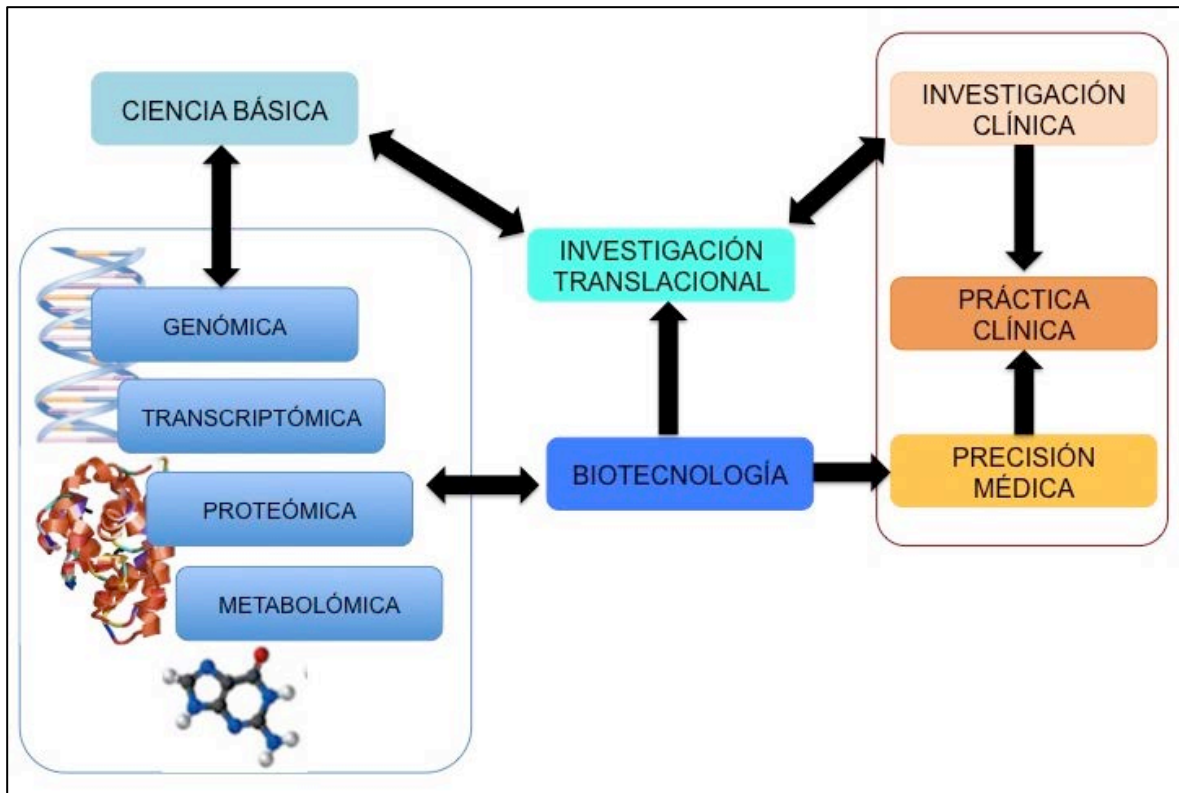 CIENCIA BÁSICA
GENÓMICA
TRANSCRIPTÓMICA
PROTEÓMICA
METABOLÓMICA
INVESTIGACIÓN
TRANSLACIONAL
BIOTECNOLOGÍA
INVESTIGACIÓN
CLÍNICA
PRÁCTICA
CLÍNICA
PRECISIÓN
MÉDICA